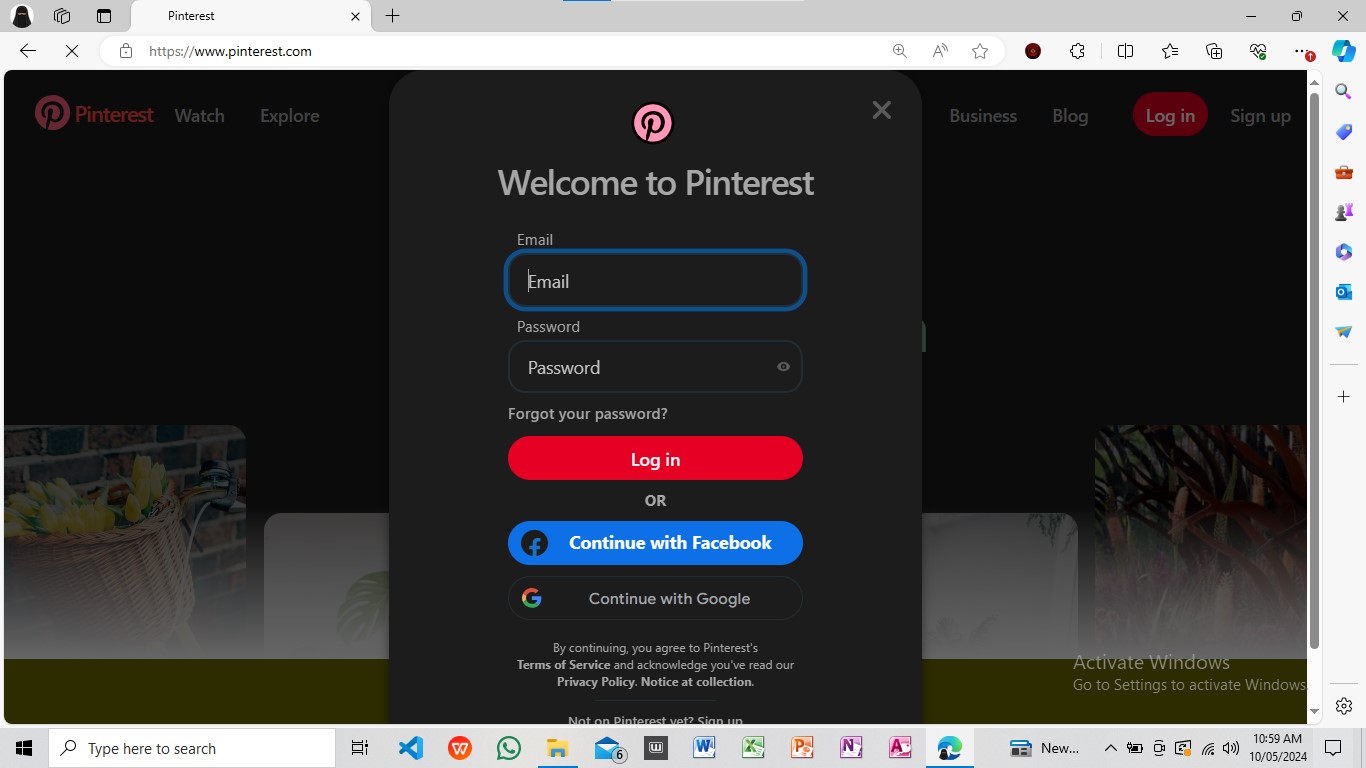 Pinterest
https://www.pinterest.com
Pinterest
Watch
Explore
Business
Blog
Log in
Sign up
Welcome to Pinterest
Email
Email
Password
Password
Forgot your password?
Log in
OR
Continue with Facebook
Continue with Google
By continuing, you agree to Pinterest's
Terms of Service and acknowledge you've read our
Privacy Policy. Notice at collection.
Not on Pinterest yet? Sign up
Activate Windows
Go to Settings to activate Windows
Type here to search
6
New...
10:59 AM
10/05/2024